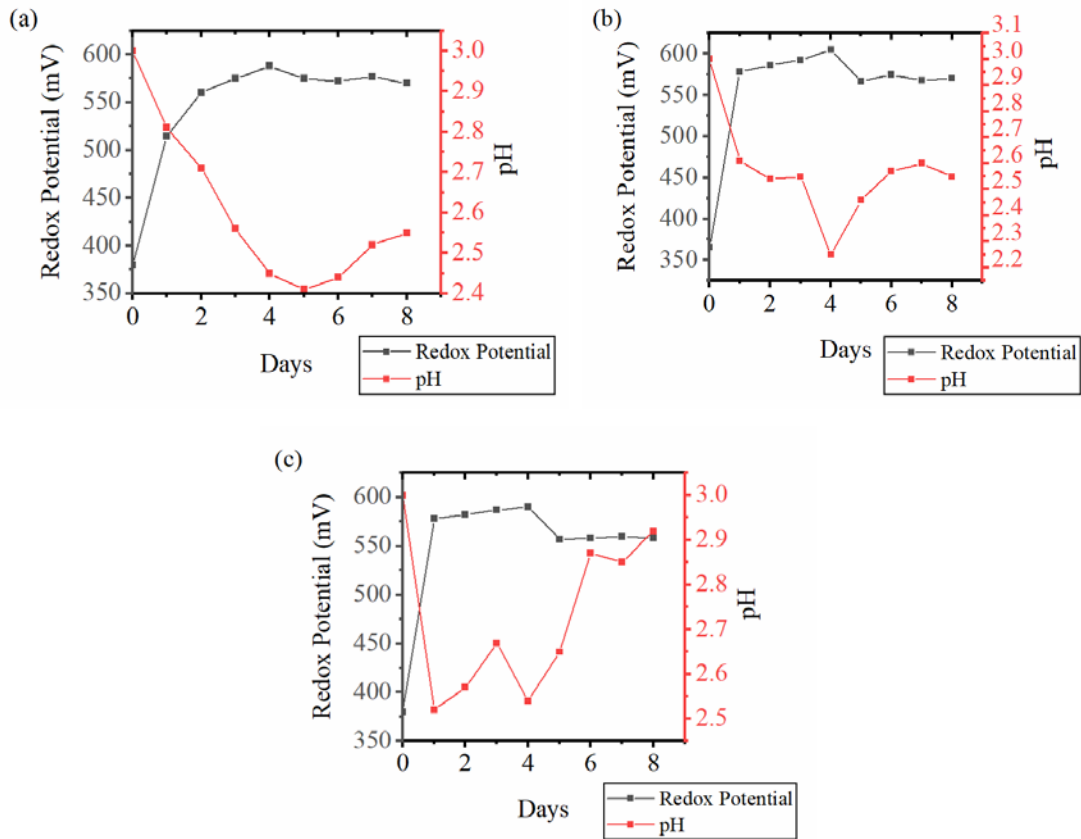 (a)
Redox Potential (mV)
600
550
500
450
400
350
3.0
2.9
2.8
2.7
2.6
2.5
2.4
pH
0 2 4 6 8
Days
Redox Potential
pH
(b)
Redox Potential (mV)
600
550
500
450
400
350
3.1
3.0
2.9
2.8
2.7
2.6
2.5
2.4
2.3
2.2
pH
0 2 4 6 8
Days
Redox Potential
pH
(c)
Redox Potential (mV)
600
550
500
450
400
350
3.0
2.9
2.8
2.7
2.6
2.5
pH
0 2 4 6 8
Days
Redox Potential
pH